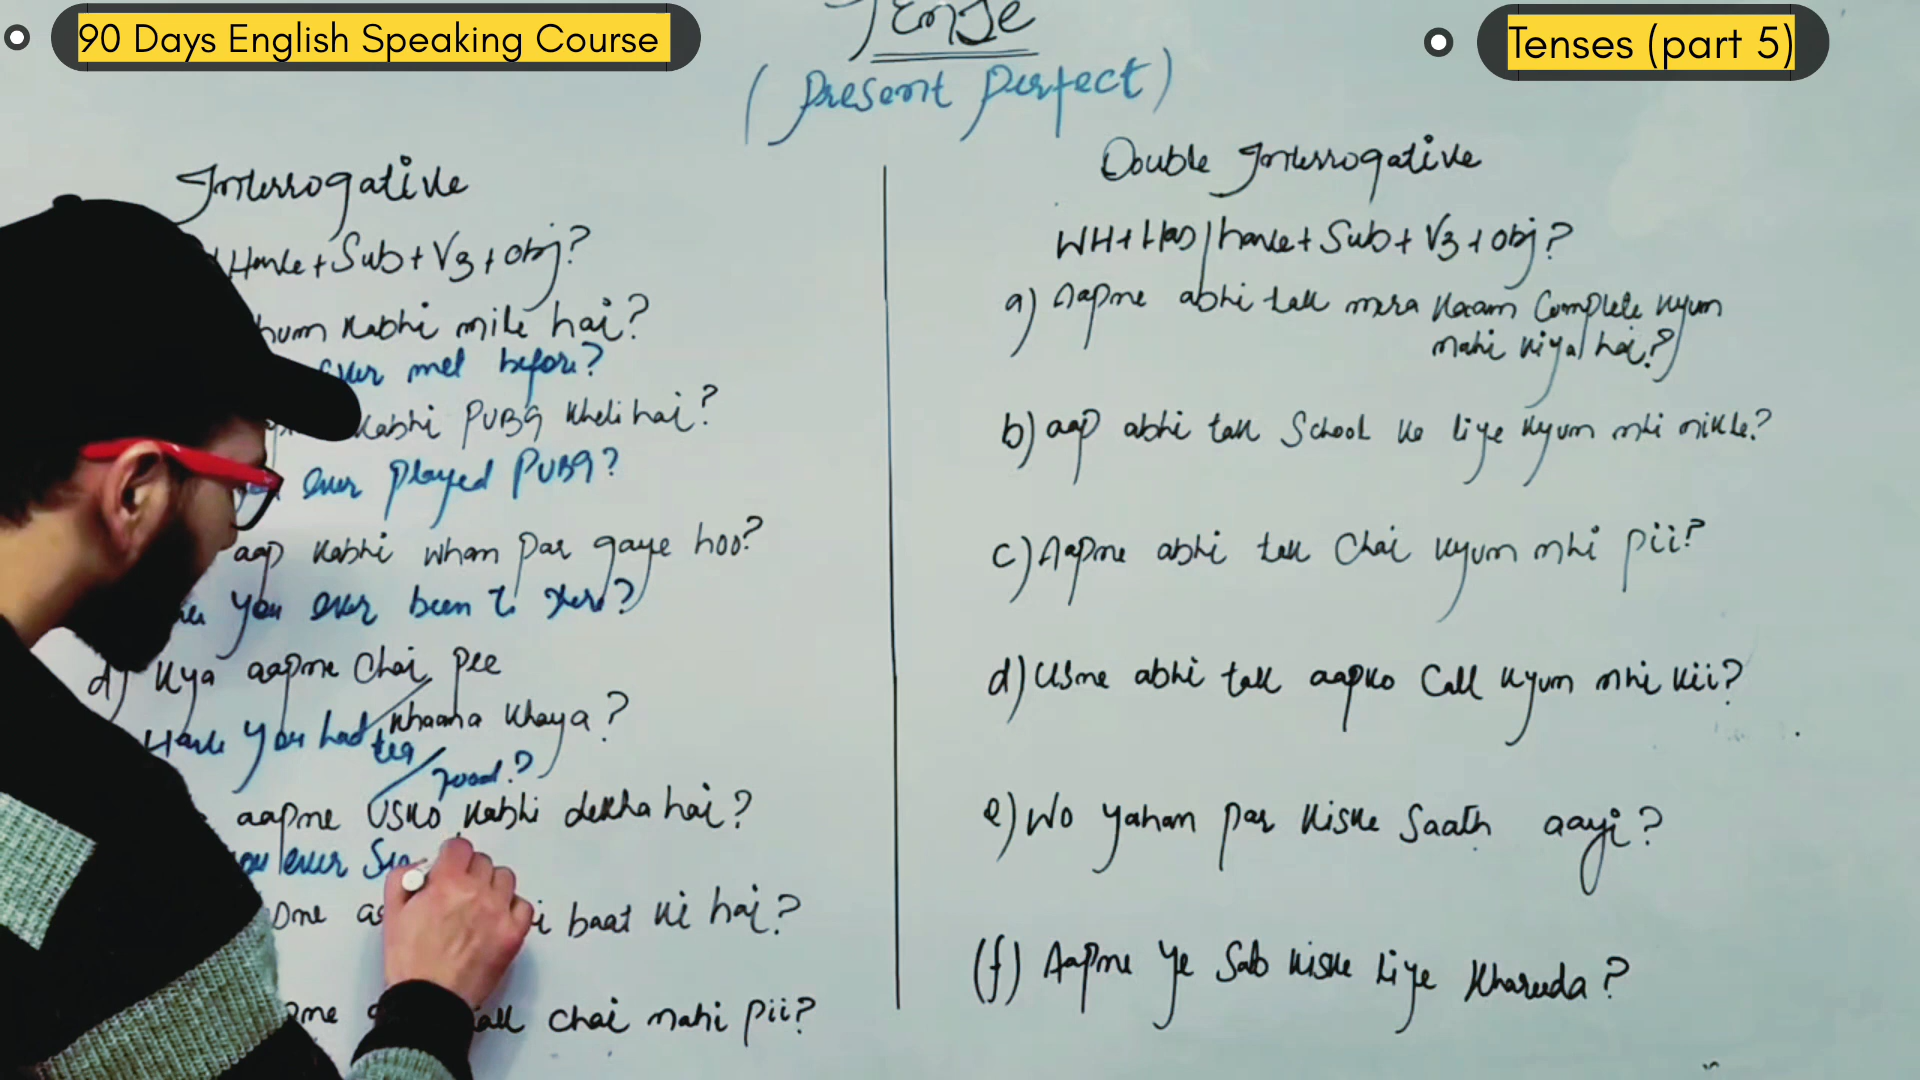 90 Days English Speaking Course
Tenses (part 5)
Tense
(Present Perfect)
Interrogative
Have+Sub+V3+Obj?
hum kabhi mile hai?
ever met before?
kabhi PUBG kheli hai?
ever played PUBG?
aap kabhi wham par gaye hoo?
you ever been to there?
d) Kya aapne Chai pee
/ khaana khaya?
Have you had tea
/ food?
aapne usko kabhi dekha hai?
ever
baat ki hai?
chai nahi pii?
Double Interrogative
WH+Has/have+Sub+V3+Obj?
a) Aapne abhi tak mera kaam Complete kyun
nahi kiya hai?
b) aap abhi tak School ke liye kyun nhi nikle?
c) Aapne abhi tak Chai kyun nhi pii?
d) Usne abhi tak aapko Call kyun nhi kii?
e) Wo yaham par kiske Saath aayi?
(f) Aapne ye Sab kiske liye khareeda?